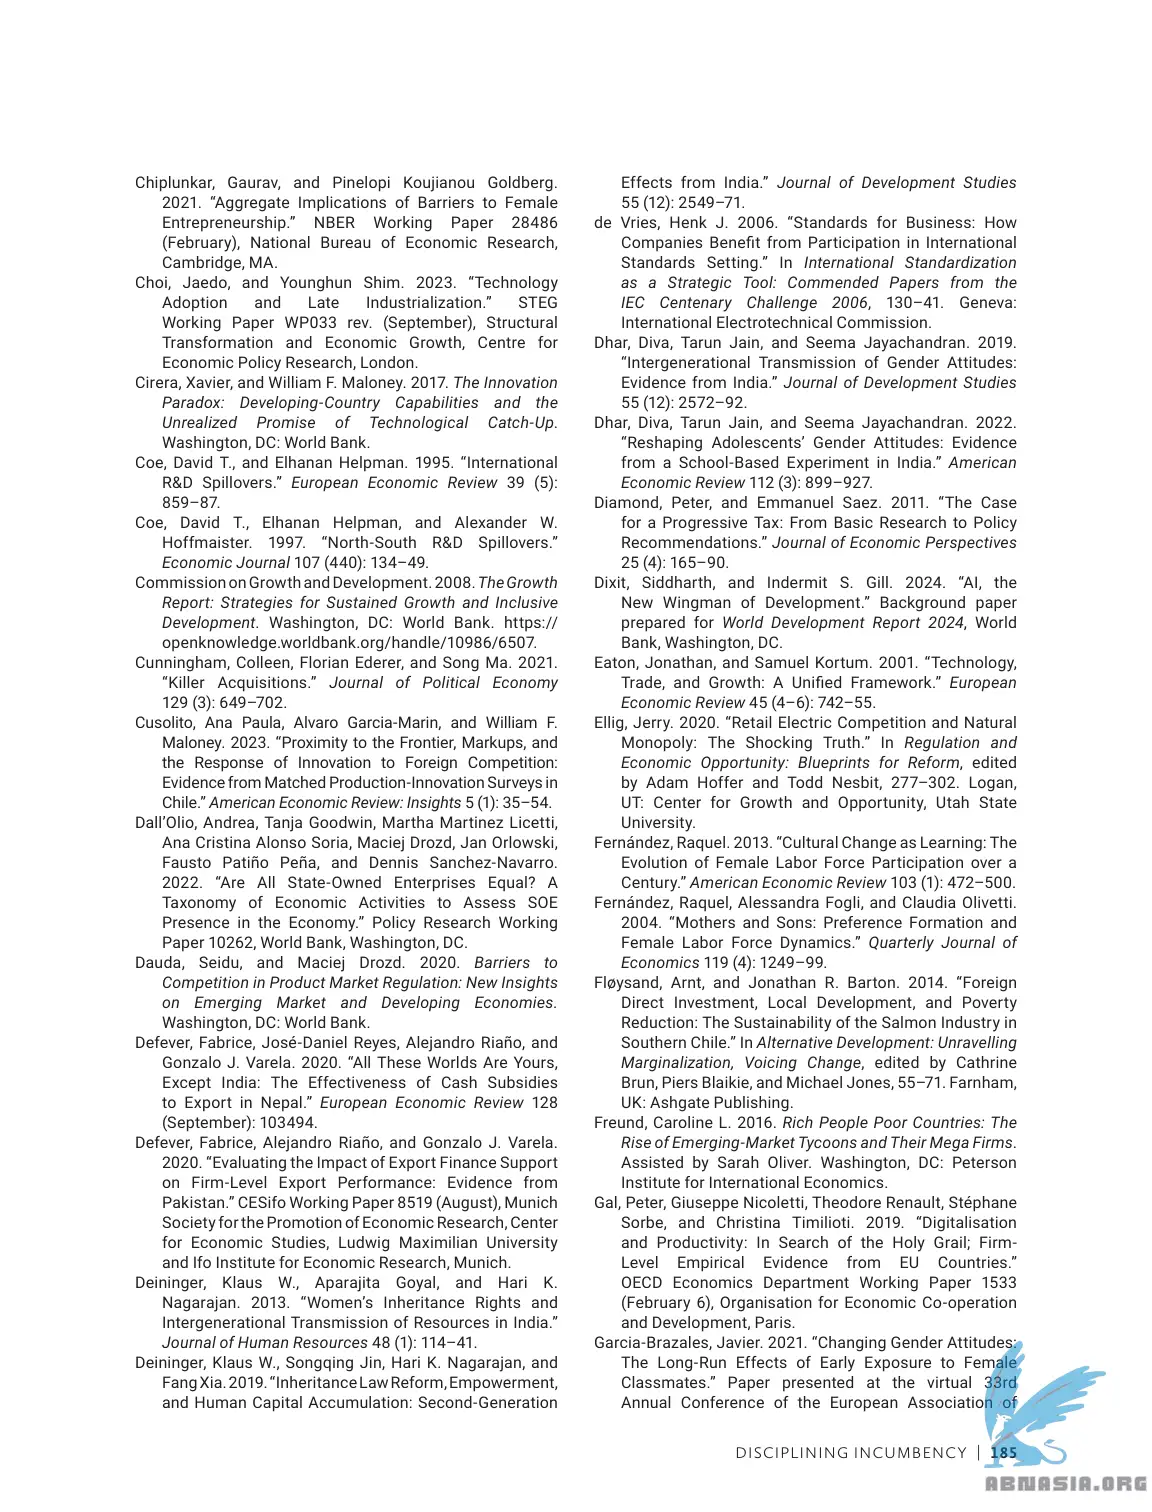 Chiplunkar, Gaurav, and Pinelopi Koujianou Goldberg.
2021. “Aggregate Implications of Barriers to Female
Entrepreneurship.” NBER Working Paper 28486
(February), National Bureau of Economic Research,
Cambridge, MA.
Choi, Jaedo, and Younghun Shim. 2023. “Technology
Adoption and Late Industrialization.” STEG
Working Paper WP033 rev. (September), Structural
Transformation and Economic Growth, Centre for
Economic Policy Research, London.
Cirera, Xavier, and William F. Maloney. 2017. The Innovation
Paradox: Developing-Country Capabilities and the
Unrealized Promise of Technological Catch-Up.
Washington, DC: World Bank.
Coe, David T., and Elhanan Helpman. 1995. “International
R&D Spillovers.” European Economic Review 39 (5):
859–87.
Coe, David T., Elhanan Helpman, and Alexander W.
Hoffmaister. 1997. “North-South R&D Spillovers.”
Economic Journal 107 (440): 134–49.
Commission on Growth and Development. 2008. The Growth
Report: Strategies for Sustained Growth and Inclusive
Development. Washington, DC: World Bank. https://
openknowledge.worldbank.org/handle/10986/6507.
Cunningham, Colleen, Florian Ederer, and Song Ma. 2021.
“Killer Acquisitions.” Journal of Political Economy
129 (3): 649–702.
Cusolito, Ana Paula, Alvaro Garcia-Marin, and William F.
Maloney. 2023. “Proximity to the Frontier, Markups, and
the Response of Innovation to Foreign Competition:
Evidence from Matched Production-Innovation Surveys in
Chile.” American Economic Review: Insights 5 (1): 35–54.
Dall’Olio, Andrea, Tanja Goodwin, Martha Martinez Licetti,
Ana Cristina Alonso Soria, Maciej Drozd, Jan Orlowski,
Fausto Patiño Peña, and Dennis Sanchez-Navarro.
2022. “Are All State-Owned Enterprises Equal? A
Taxonomy of Economic Activities to Assess SOE
Presence in the Economy.” Policy Research Working
Paper 10262, World Bank, Washington, DC.
Dauda, Seidu, and Maciej Drozd. 2020. Barriers to
Competition in Product Market Regulation: New Insights
on Emerging Market and Developing Economies.
Washington, DC: World Bank.
Defever, Fabrice, José-Daniel Reyes, Alejandro Riaño, and
Gonzalo J. Varela. 2020. “All These Worlds Are Yours,
Except India: The Effectiveness of Cash Subsidies
to Export in Nepal.” European Economic Review 128
(September): 103494.
Defever, Fabrice, Alejandro Riaño, and Gonzalo J. Varela.
2020. “Evaluating the Impact of Export Finance Support
on Firm-Level Export Performance: Evidence from
Pakistan.” CESifo Working Paper 8519 (August), Munich
Society for the Promotion of Economic Research, Center
for Economic Studies, Ludwig Maximilian University
and Ifo Institute for Economic Research, Munich.
Deininger, Klaus W., Aparajita Goyal, and Hari K.
Nagarajan. 2013. “Women’s Inheritance Rights and
Intergenerational Transmission of Resources in India.”
Journal of Human Resources 48 (1): 114–41.
Deininger, Klaus W., Songqing Jin, Hari K. Nagarajan, and
Fang Xia. 2019. “Inheritance Law Reform, Empowerment,
and Human Capital Accumulation: Second-Generation
Effects from India.” Journal of Development Studies
55 (12): 2549–71.
de Vries, Henk J. 2006. “Standards for Business: How
Companies Benefit from Participation in International
Standards Setting.” In International Standardization
as a Strategic Tool: Commended Papers from the
IEC Centenary Challenge 2006, 130–41. Geneva:
International Electrotechnical Commission.
Dhar, Diva, Tarun Jain, and Seema Jayachandran. 2019.
“Intergenerational Transmission of Gender Attitudes:
Evidence from India.” Journal of Development Studies
55 (12): 2572–92.
Dhar, Diva, Tarun Jain, and Seema Jayachandran. 2022.
“Reshaping Adolescents’ Gender Attitudes: Evidence
from a School-Based Experiment in India.” American
Economic Review 112 (3): 899–927.
Diamond, Peter, and Emmanuel Saez. 2011. “The Case
for a Progressive Tax: From Basic Research to Policy
Recommendations.” Journal of Economic Perspectives
25 (4): 165–90.
Dixit, Siddharth, and Indermit S. Gill. 2024. “AI, the
New Wingman of Development.” Background paper
prepared for World Development Report 2024, World
Bank, Washington, DC.
Eaton, Jonathan, and Samuel Kortum. 2001. “Technology,
Trade, and Growth: A Unified Framework.” European
Economic Review 45 (4–6): 742–55.
Ellig, Jerry. 2020. “Retail Electric Competition and Natural
Monopoly: The Shocking Truth.” In Regulation and
Economic Opportunity: Blueprints for Reform, edited
by Adam Hoffer and Todd Nesbit, 277–302. Logan,
UT: Center for Growth and Opportunity, Utah State
University.
Fernández, Raquel. 2013. “Cultural Change as Learning: The
Evolution of Female Labor Force Participation over a
Century.” American Economic Review 103 (1): 472–500.
Fernández, Raquel, Alessandra Fogli, and Claudia Olivetti.
2004. “Mothers and Sons: Preference Formation and
Female Labor Force Dynamics.” Quarterly Journal of
Economics 119 (4): 1249–99.
Fløysand, Arnt, and Jonathan R. Barton. 2014. “Foreign
Direct Investment, Local Development, and Poverty
Reduction: The Sustainability of the Salmon Industry in
Southern Chile.” In Alternative Development: Unravelling
Marginalization, Voicing Change, edited by Cathrine
Brun, Piers Blaikie, and Michael Jones, 55–71. Farnham,
UK: Ashgate Publishing.
Freund, Caroline L. 2016. Rich People Poor Countries: The
Rise of Emerging-Market Tycoons and Their Mega Firms.
Assisted by Sarah Oliver. Washington, DC: Peterson
Institute for International Economics.
Gal, Peter, Giuseppe Nicoletti, Theodore Renault, Stéphane
Sorbe, and Christina Timilioti. 2019. “Digitalisation
and Productivity: In Search of the Holy Grail; Firm-
Level Empirical Evidence from EU Countries.”
OECD Economics Department Working Paper 1533
(February 6), Organisation for Economic Co-operation
and Development, Paris.
Garcia-Brazales, Javier. 2021. “Changing Gender Attitudes:
The Long-Run Effects of Early Exposure to Female
Classmates.” Paper presented at the virtual 33rd
Annual Conference of the European Association of
DISCIPLINING INCUMBENCY | 185
ABNASIA.ORG